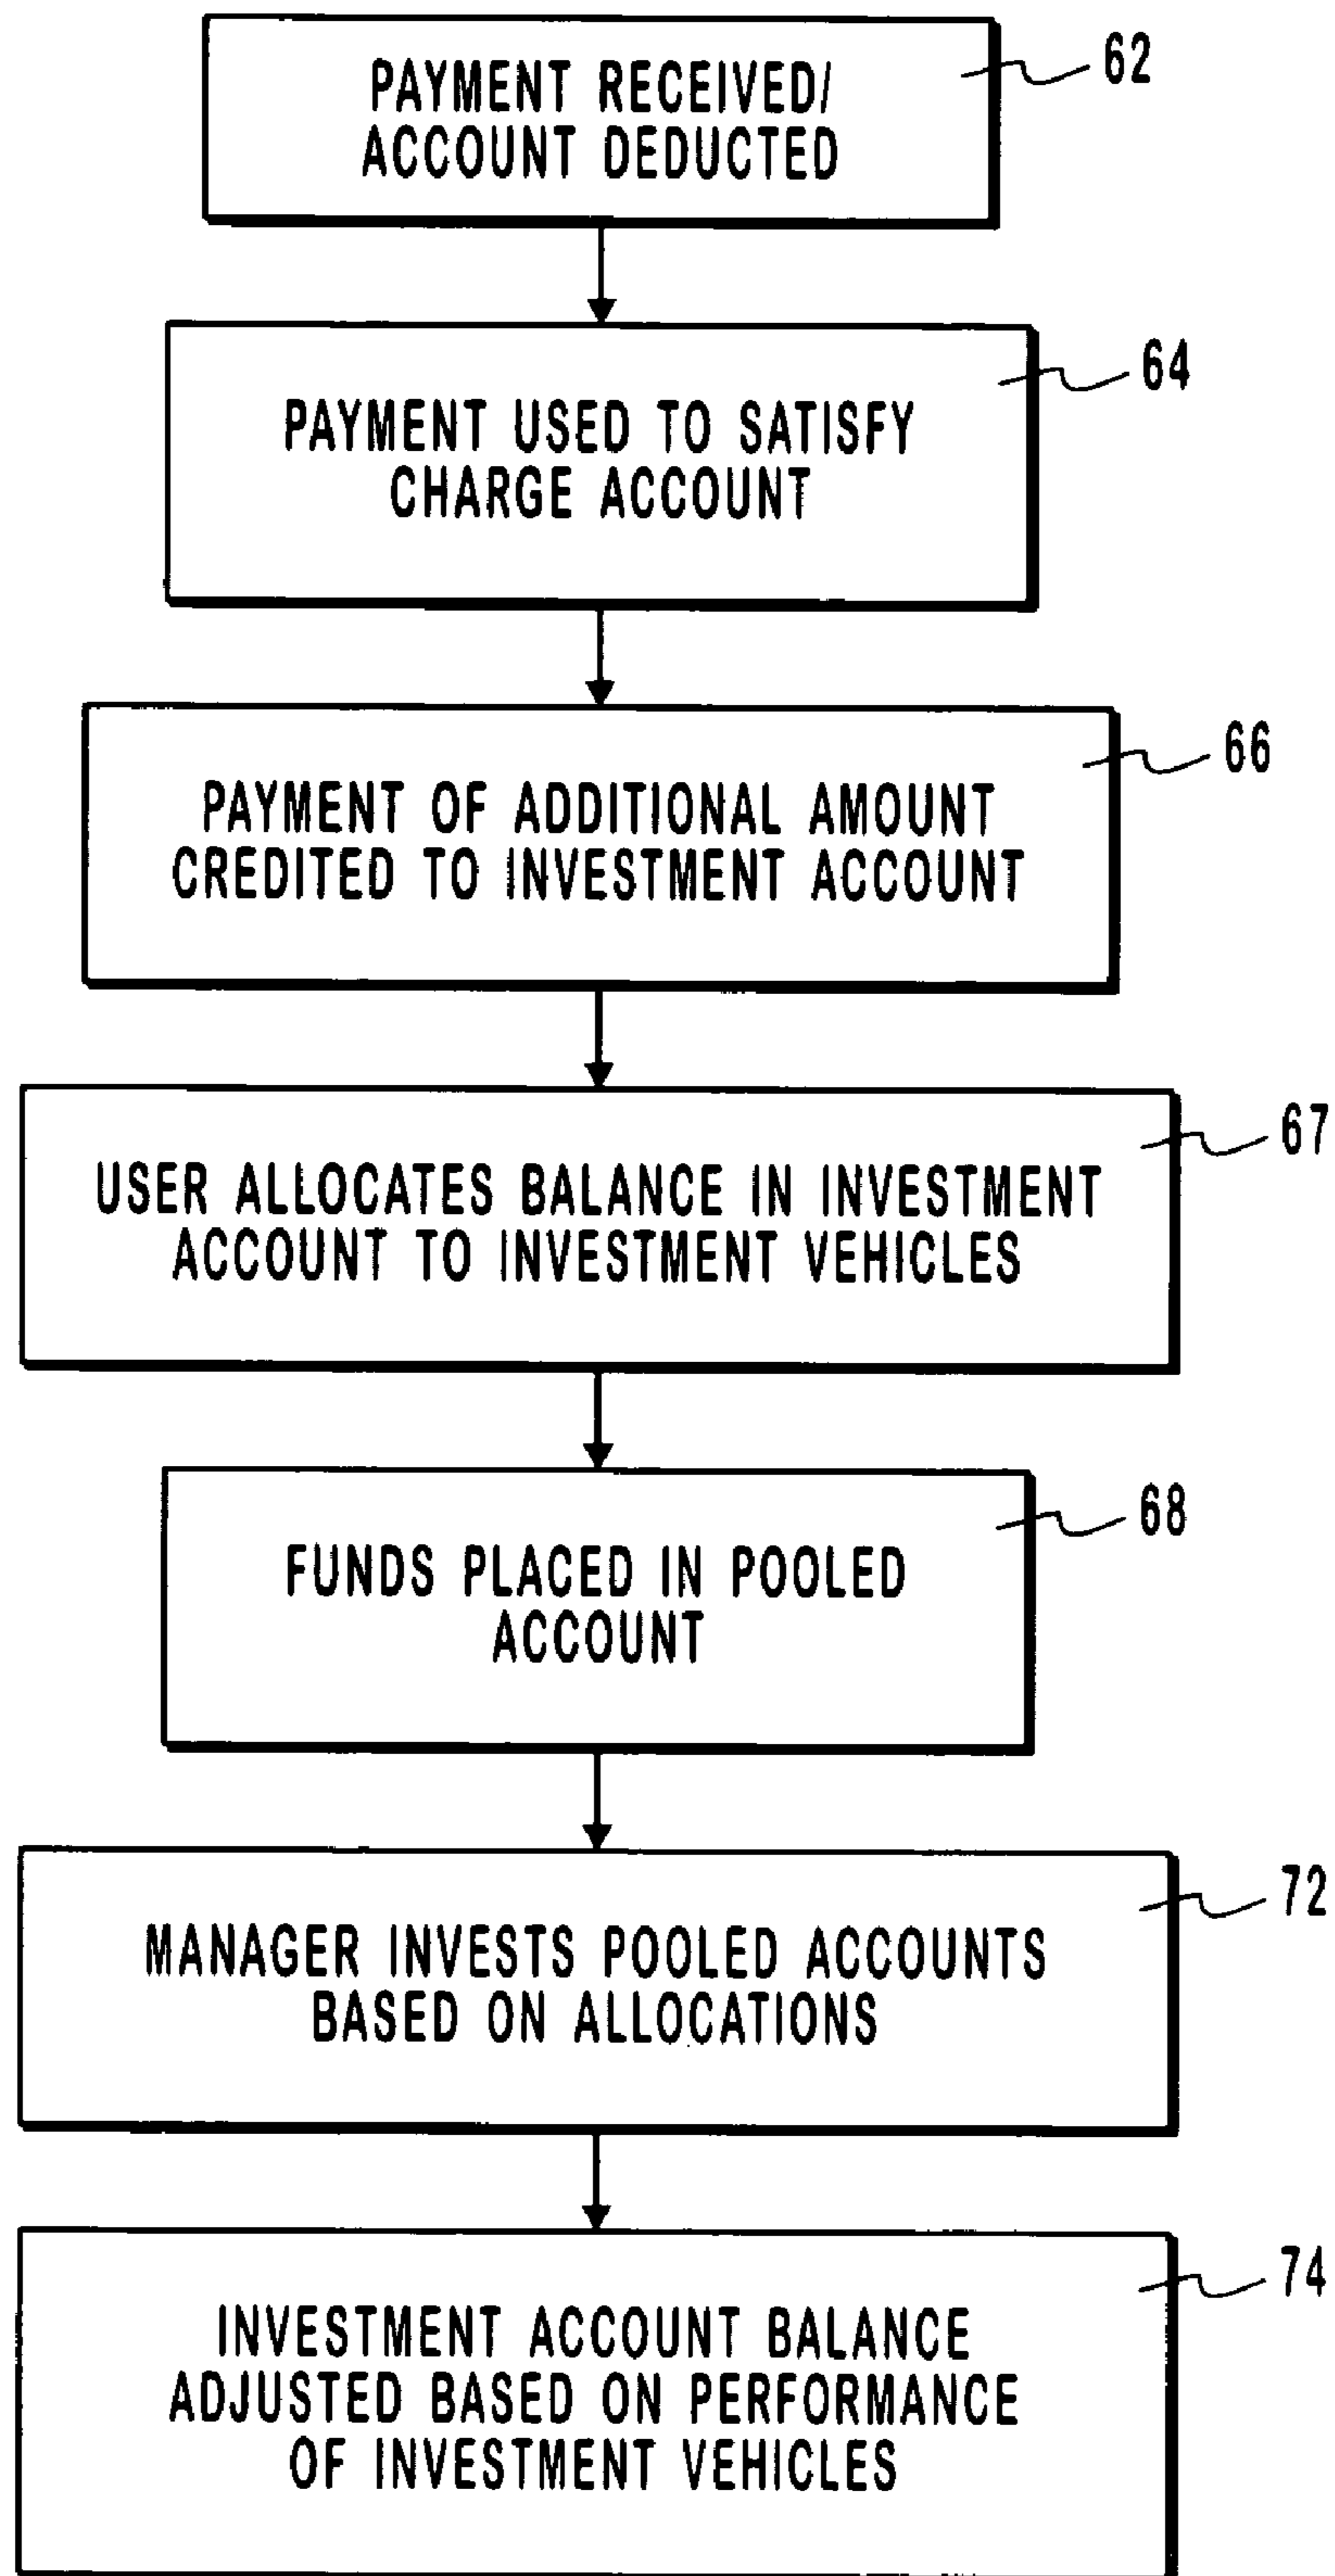 PAYMENT RECEIVED/
ACCOUNT DEDUCTED
62
PAYMENT USED TO SATISFY
CHARGE ACCOUNT
64
PAYMENT OF ADDITIONAL AMOUNT
CREDITED TO INVESTMENT ACCOUNT
66
USER ALLOCATES BALANCE IN INVESTMENT
ACCOUNT TO INVESTMENT VEHICLES
67
FUNDS PLACED IN POOLED
ACCOUNT
68
MANAGER INVESTS POOLED ACCOUNTS
BASED ON ALLOCATIONS
72
INVESTMENT ACCOUNT BALANCE
ADJUSTED BASED ON PERFORMANCE
OF INVESTMENT VEHICLES
74